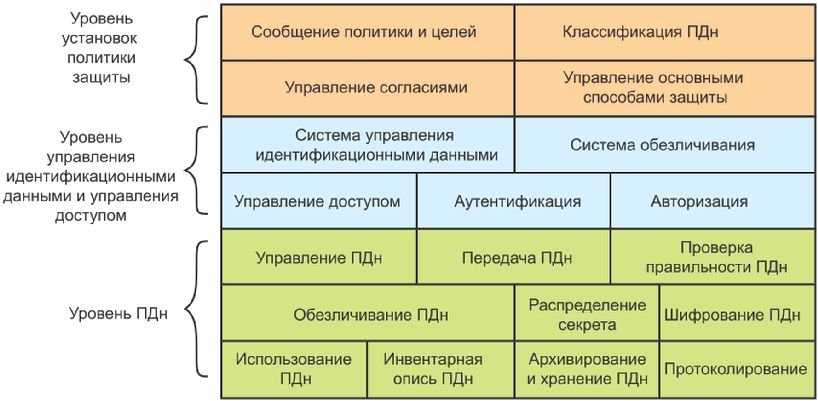 Уровень
установок
политики
защиты
Сообщение политики и целей
Классификация ПДн
Управление согласиями
Управление основными
способами защиты
Уровень
управления
идентификационными
данными и управления
доступом
Система управления
идентификационными данными
Система обезличивания
Управление доступом
Аутентификация
Авторизация
Уровень ПДн
Управление ПДн
Передача ПДн
Проверка
правильности ПДн
Обезличивание ПДн
Распределение
секрета
Шифрование ПДн
Использование
ПДн
Инвентарная
опись ПДн
Архивирование
и хранение ПДн
Протоколирование